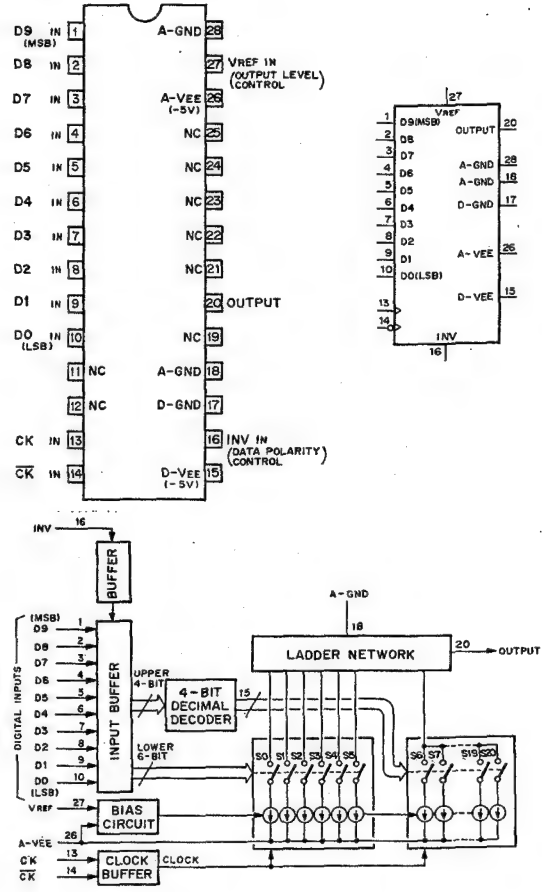 D9 IN 1 A-GND 28
(MSB)
D8 IN 2 27 VREF IN
(OUTPUT LEVEL)
CONTROL
D7 IN 3 A-VEE 26
(-5V)
D6 IN 4 NC 25
D5 IN 5 NC 24
D4 IN 6 NC 23
D3 IN 7 NC 22
D2 IN 8 NC 21
D1 IN 9 20 OUTPUT
D0 IN 10 NC 19
(LSB)
11 NC A-GND 18
12 NC D-GND 17
CK IN 13 16 INV IN
(DATA POLARITY)
CONTROL
C̅K̅ IN 14 D-VEE 15
(-5V)
27
VREF
1 D9(MSB) OUTPUT 20
2 D8
3 D7 A-GND 28
4 D6 A-GND 18
5 D5
6 D4 D-GND 17
7 D3
8 D2
9 D1 A-VEE 26
10 D0(LSB)
13 D-VEE 15
14
INV
16
INV 16
BUFFER
A-GND
18
LADDER NETWORK 20 OUTPUT
DIGITAL INPUTS
(MSB)
D9 1
D8 2
D7 3
D6 4
D5 5
D4 6
D3 7
D2 8
D1 9
D0 10
(LSB)
INPUT BUFFER
UPPER
4-BIT
4-BIT
DECIMAL
DECODER
15
LOWER
6-BIT
S0 S1 S2 S3 S4 S5
S6 S7 S19 S20
VREF 27 BIAS
CIRCUIT
A-VEE 26
CK 13 CLOCK CLOCK
C̅K̅ 14 BUFFER